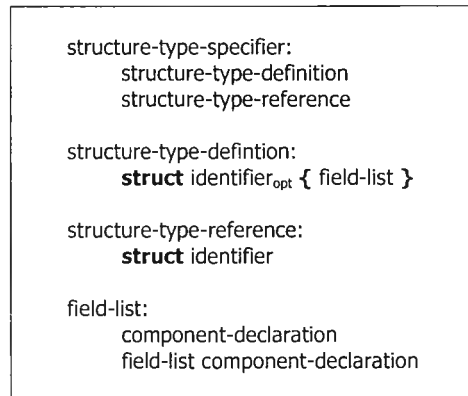 structure-type-specifier:
structure-type-definition
structure-type-reference
structure-type-defintion:
struct identifieropt { field-list }
structure-type-reference:
struct identifier
field-list:
component-declaration
field-list component-declaration